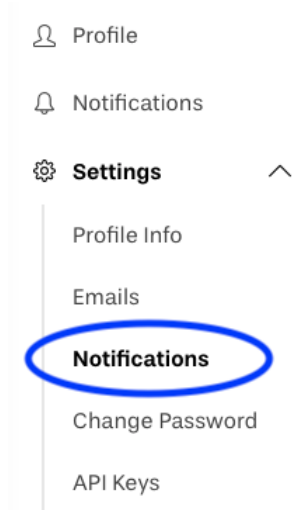 Profile
Notifications
Settings
Profile Info
Emails
Notifications
Change Password
API Keys